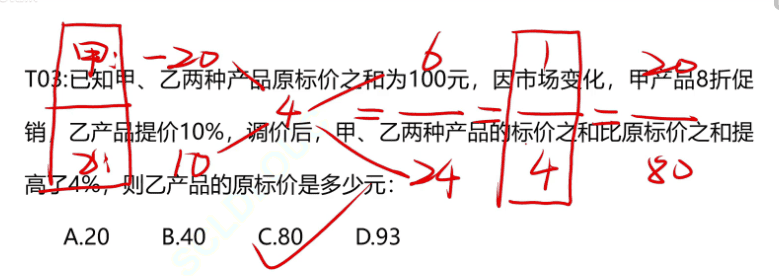 甲: -20 6 1 20
T03:已知甲、乙两种产品原标价之和为100元，因市场变化，甲产品8折促
4 = = =
销 乙产品提价10%，调价后，甲、乙两种产品的标价之和比原标价之和提
乙: 10 24 4 80
高了4%，则乙产品的原标价是多少元：
A.20 B.40 C.80 D.93